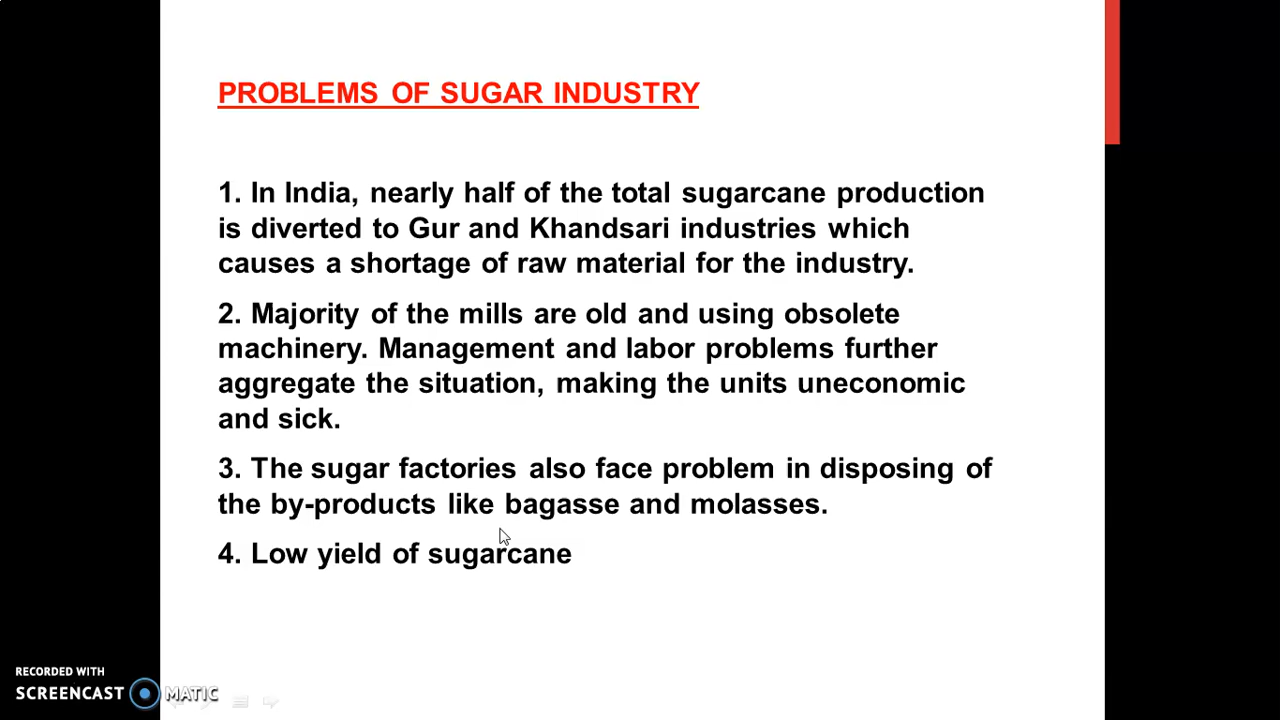 PROBLEMS OF SUGAR INDUSTRY
1. In India, nearly half of the total sugarcane production
is diverted to Gur and Khandsari industries which
causes a shortage of raw material for the industry.
2. Majority of the mills are old and using obsolete
machinery. Management and labor problems further
aggregate the situation, making the units uneconomic
and sick.
3. The sugar factories also face problem in disposing of
the by-products like bagasse and molasses.
4. Low yield of sugarcane
RECORDED WITH
SCREENCAST MATIC